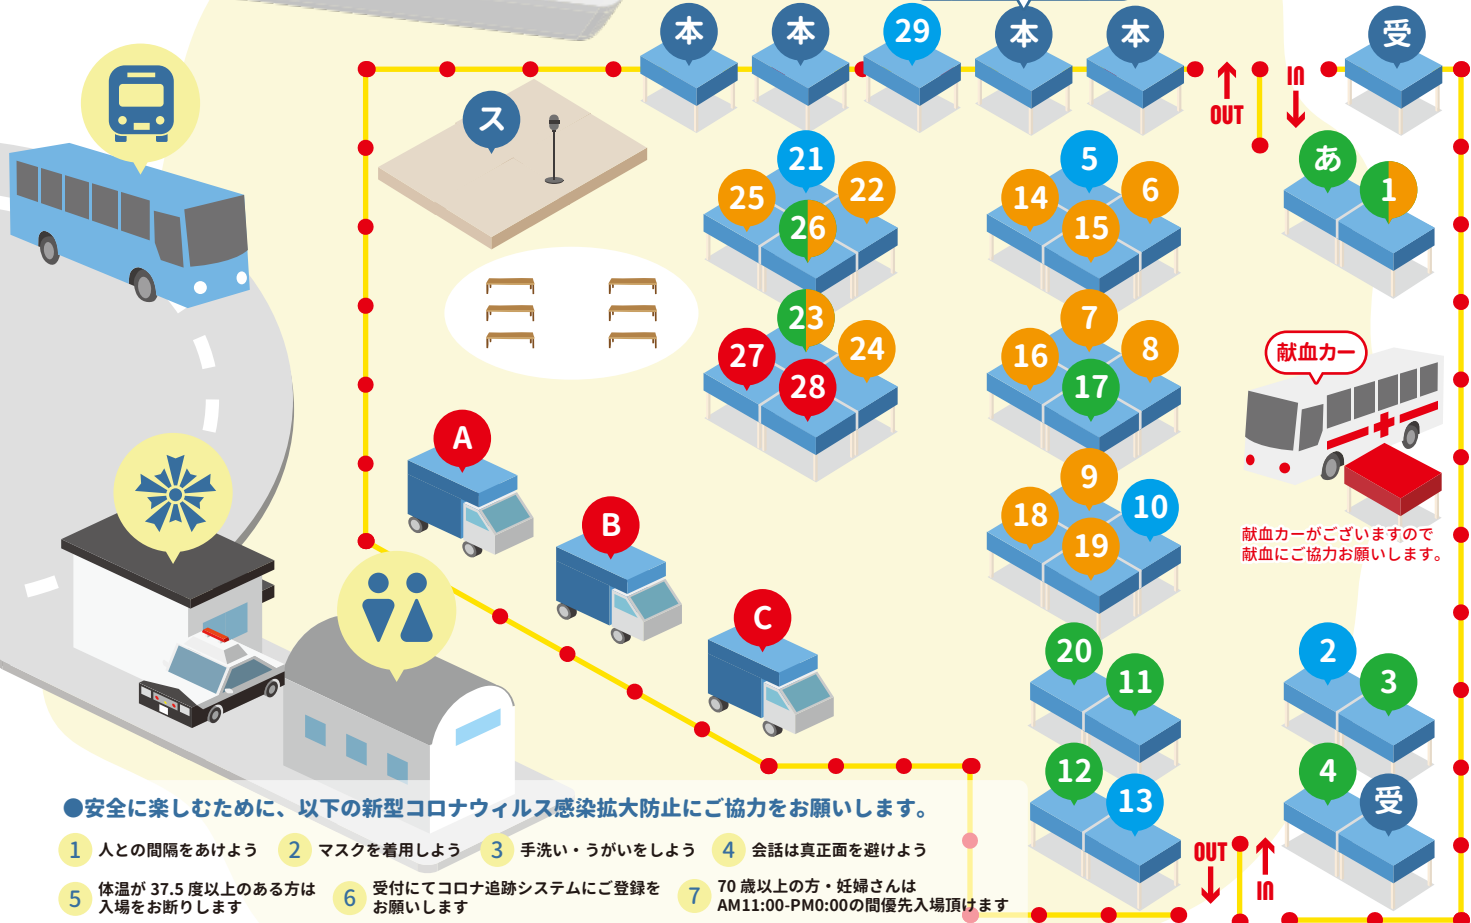 本
本
29
本
本
受
OUT
IN
ス
21
25
22
26
5
14
6
15
あ
1
23
27
24
28
7
16
8
17
献血カー
A
B
C
9
18
10
19
献血カーがございますので
献血にご協力お願いします。
20
11
2
3
12
13
4
受
OUT
IN
●安全に楽しむために、以下の新型コロナウィルス感染拡大防止にご協力をお願いします。
1 人との間隔をあけよう 2 マスクを着用しよう 3 手洗い・うがいをしよう 4 会話は真正面を避けよう
5 体温が 37.5 度以上のある方は
入場をお断りします
6 受付にてコロナ追跡システムにご登録を
お願いします
7 70 歳以上の方・妊婦さんは
AM11:00-PM0:00の間優先入場頂けます